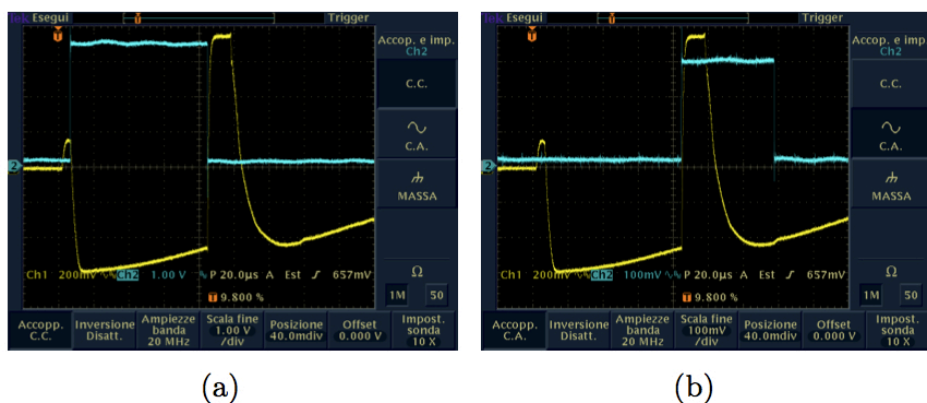 Tek Esegui Trigger
T
T
Accop. e imp.
Ch2
C.C.
C.A.
MASSA
Ω
1M 50
2
Ch1 200mV Ch2 1.00 V P 20.0µs A Est 657mV
T 9.800 %
Accopp. C.C.
Inversione Disatt.
Ampiezze banda 20 MHz
Scala fine 1.00 V /div
Posizione 40.0mdiv
Offset 0.000 V
Impost. sonda 10 X
(a)
Tek Esegui Trigger
T
T
Accop. e imp.
Ch2
C.C.
C.A.
MASSA
Ω
1M 50
2
Ch1 200mV Ch2 100mV P 20.0µs A Est 657mV
T 9.800 %
Accopp. C.A.
Inversione Disatt.
Ampiezze banda 20 MHz
Scala fine 100mV /div
Posizione 40.0mdiv
Offset 0.000 V
Impost. sonda 10 X
(b)